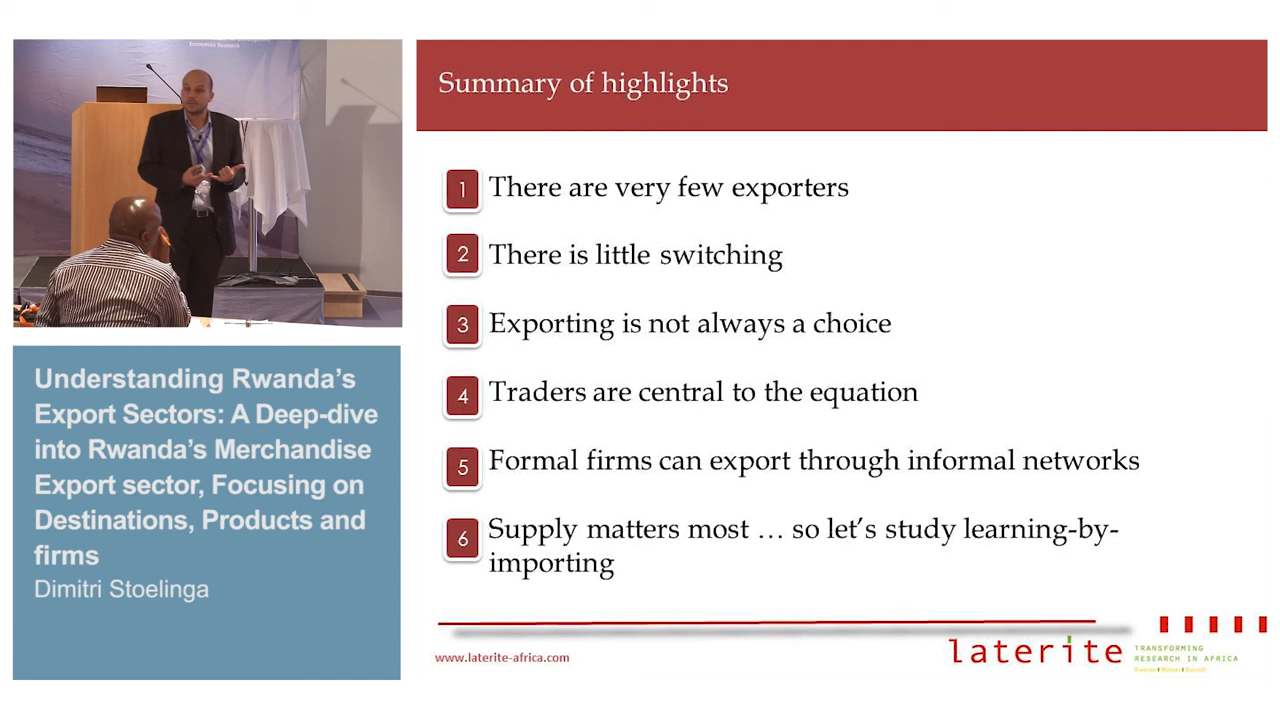 Economics Research
Summary of highlights
1 There are very few exporters
2 There is little switching
3 Exporting is not always a choice
4 Traders are central to the equation
5 Formal firms can export through informal networks
6 Supply matters most … so let’s study learning-by-
importing
Understanding Rwanda’s
Export Sectors: A Deep-dive
into Rwanda’s Merchandise
Export sector, Focusing on
Destinations, Products and
firms
Dimitri Stoelinga
www.laterite-africa.com
laterite
TRANSFORMING
RESEARCH IN AFRICA